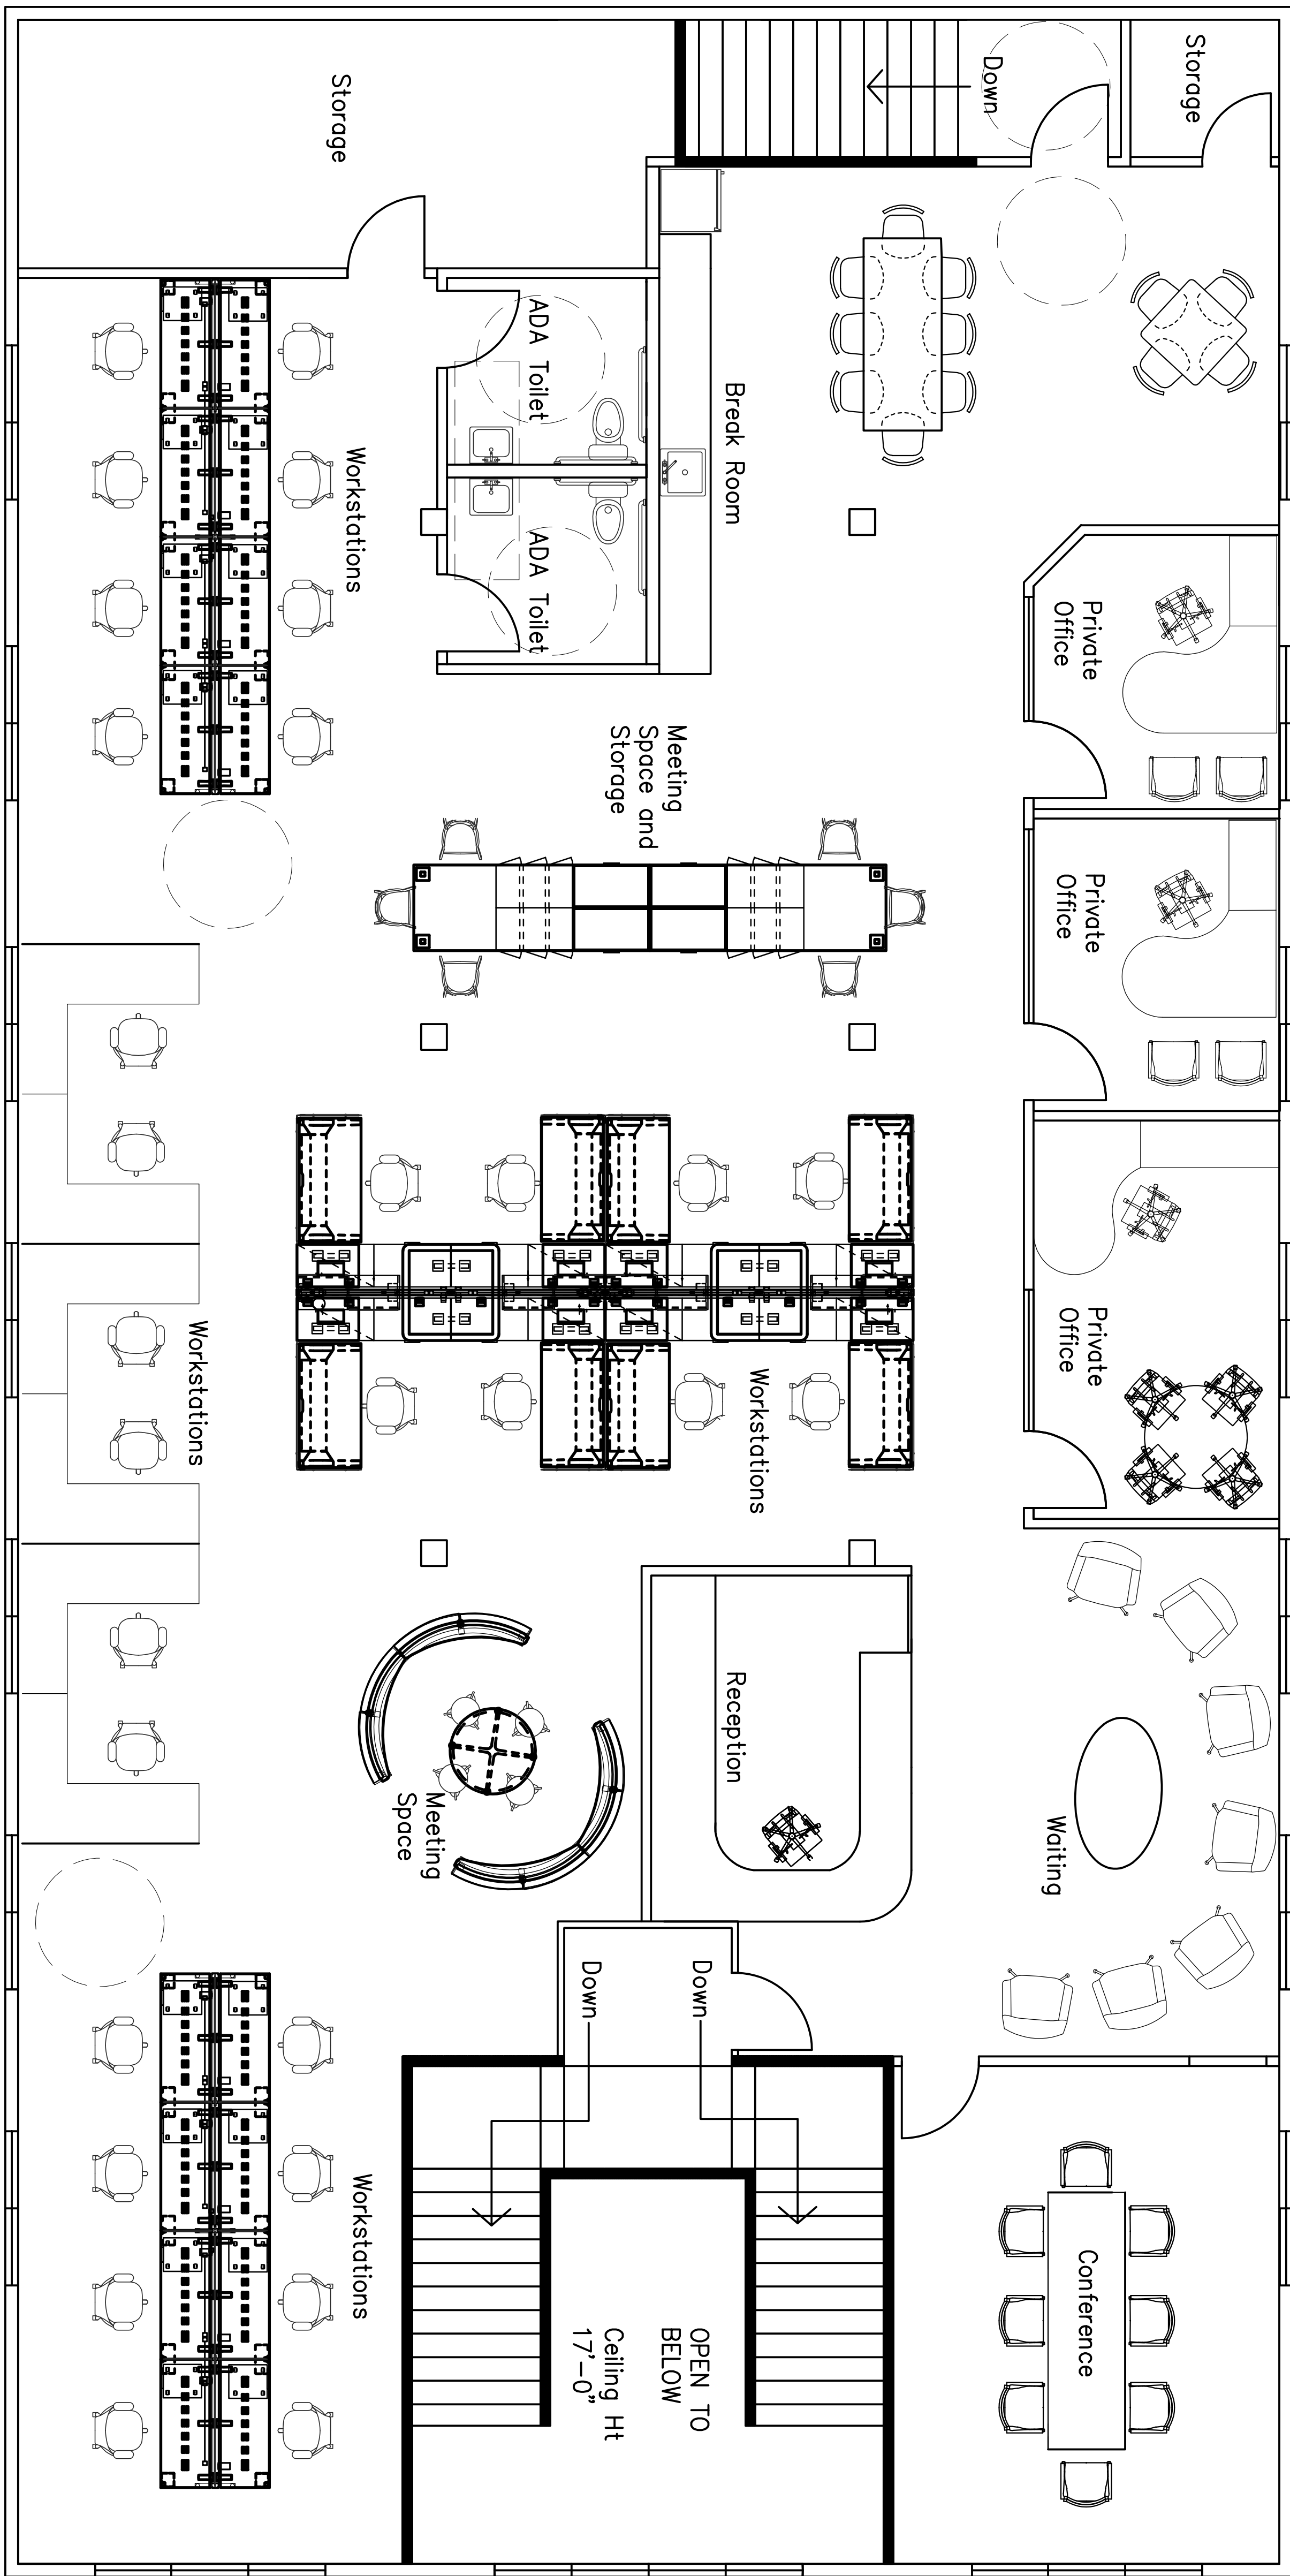 Storage
Down
Storage
Break Room
ADA Toilet
ADA Toilet
Workstations
Private
Office
Meeting
Space and
Storage
Private
Office
Private
Office
Workstations
Workstations
Reception
Waiting
Meeting
Space
Down
Down
Workstations
Conference
OPEN TO
BELOW
Ceiling Ht
17'-0"